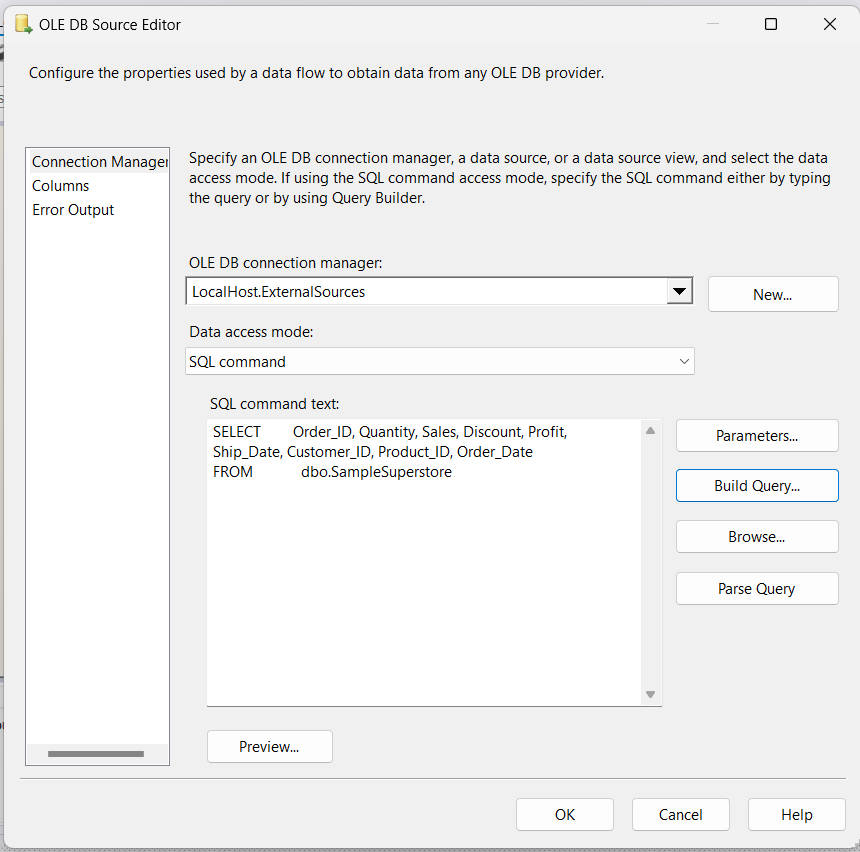 OLE DB Source Editor
Configure the properties used by a data flow to obtain data from any OLE DB provider.
Connection Manager
Columns
Error Output
Specify an OLE DB connection manager, a data source, or a data source view, and select the data
access mode. If using the SQL command access mode, specify the SQL command either by typing
the query or by using Query Builder.
OLE DB connection manager:
LocalHost.ExternalSources
New...
Data access mode:
SQL command
SQL command text:
SELECT Order_ID, Quantity, Sales, Discount, Profit,
Ship_Date, Customer_ID, Product_ID, Order_Date
FROM dbo.SampleSuperstore
Parameters...
Build Query...
Browse...
Parse Query
Preview...
OK
Cancel
Help